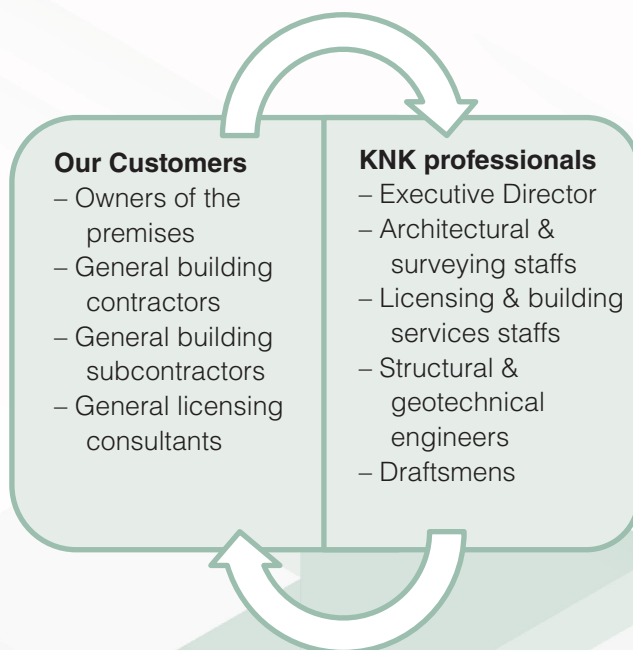 Our Customers
– Owners of the
premises
– General building
contractors
– General building
subcontractors
– General licensing
consultants
KNK professionals
– Executive Director
– Architectural &
surveying staffs
– Licensing & building
services staffs
– Structural &
geotechnical
engineers
– Draftsmens